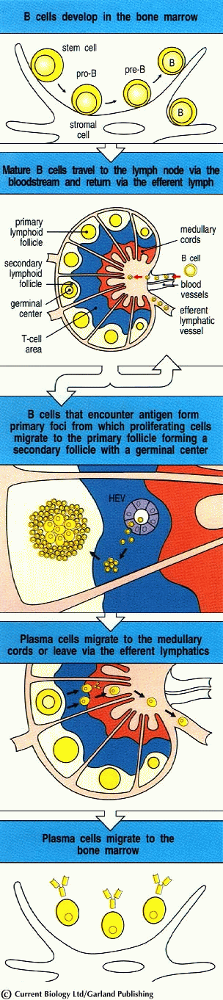 B cells develop in the bone marrow
stem cell
pro-B
pre-B
B
B
stromal
cell
Mature B cells travel to the lymph node via the
bloodstream and return via the efferent lymph
primary
lymphoid
follicle
secondary
lymphoid
follicle
germinal
center
T-cell
area
medullary
cords
B cell
blood
vessels
efferent
lymphatic
vessel
B cells that encounter antigen form
primary foci from which proliferating cells
migrate to the primary follicle forming a
secondary follicle with a germinal center
HEV
Plasma cells migrate to the medullary
cords or leave via the efferent lymphatics
Plasma cells migrate to the
bone marrow
© Current Biology Ltd/Garland Publishing